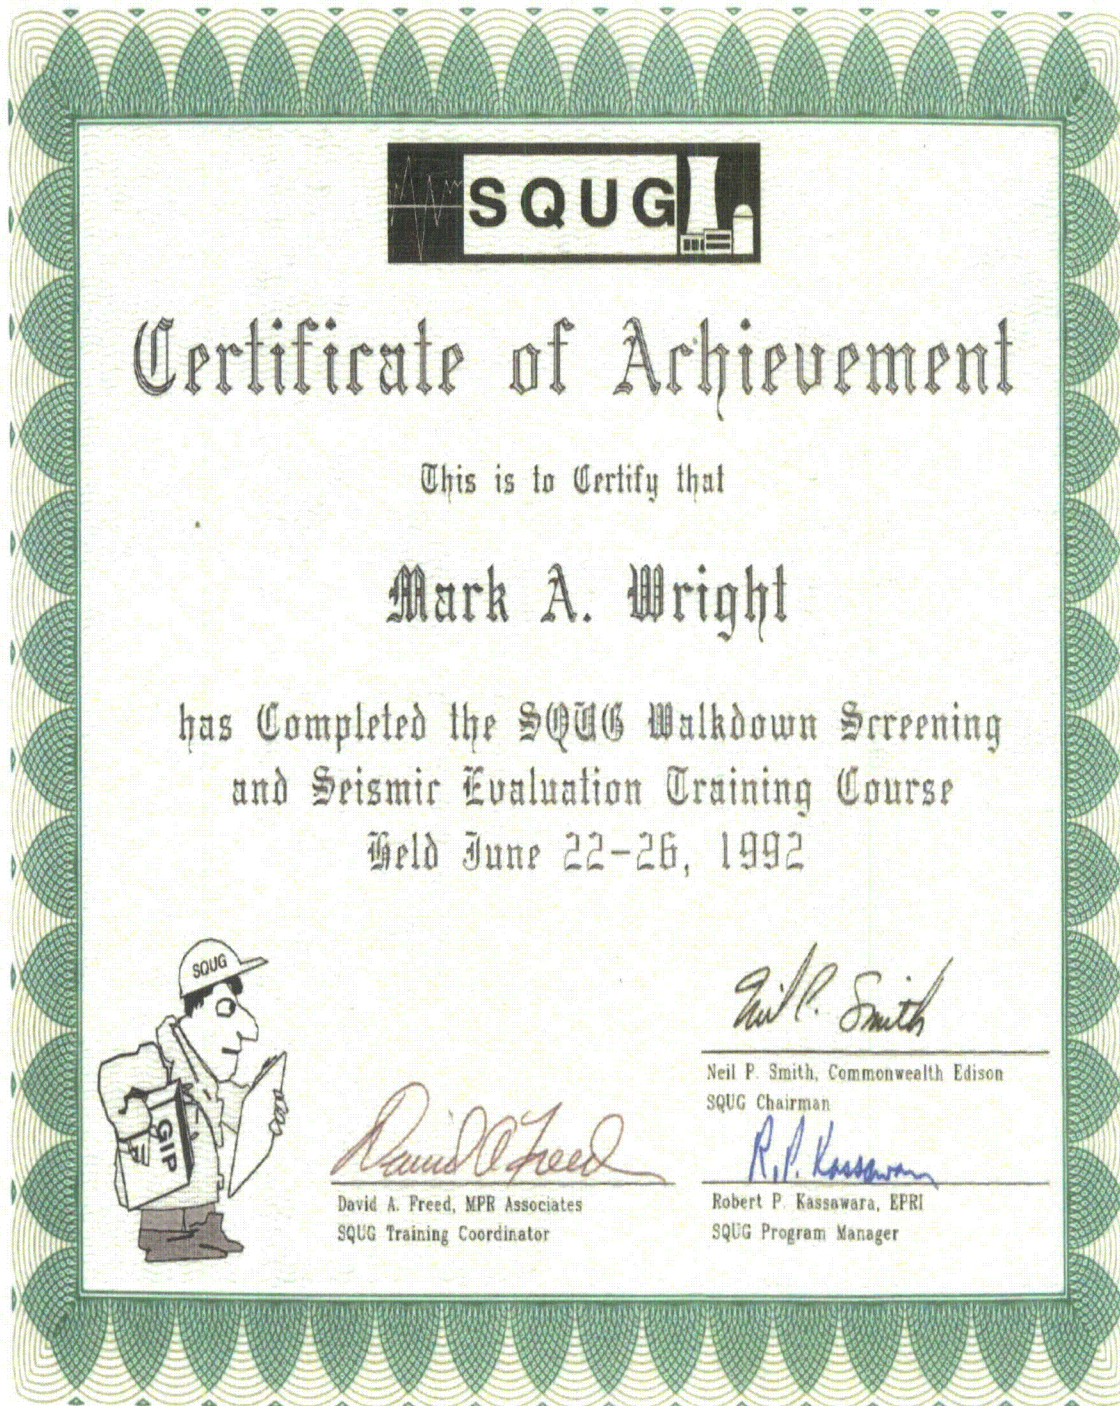 SQUG
Certificate of Achievement
This is to Certify that
Mark A. Wright
has Completed the SQUG Walkdown Screening
and Seismic Evaluation Training Course
Held June 22-26, 1992
SQUG
GIP
Neil P. Smith
Neil P. Smith, Commonwealth Edison
SQUG Chairman
David A Freed
David A. Freed, MPR Associates
SQUG Training Coordinator
R. P. Kassawara
Robert P. Kassawara, EPRI
SQUG Program Manager